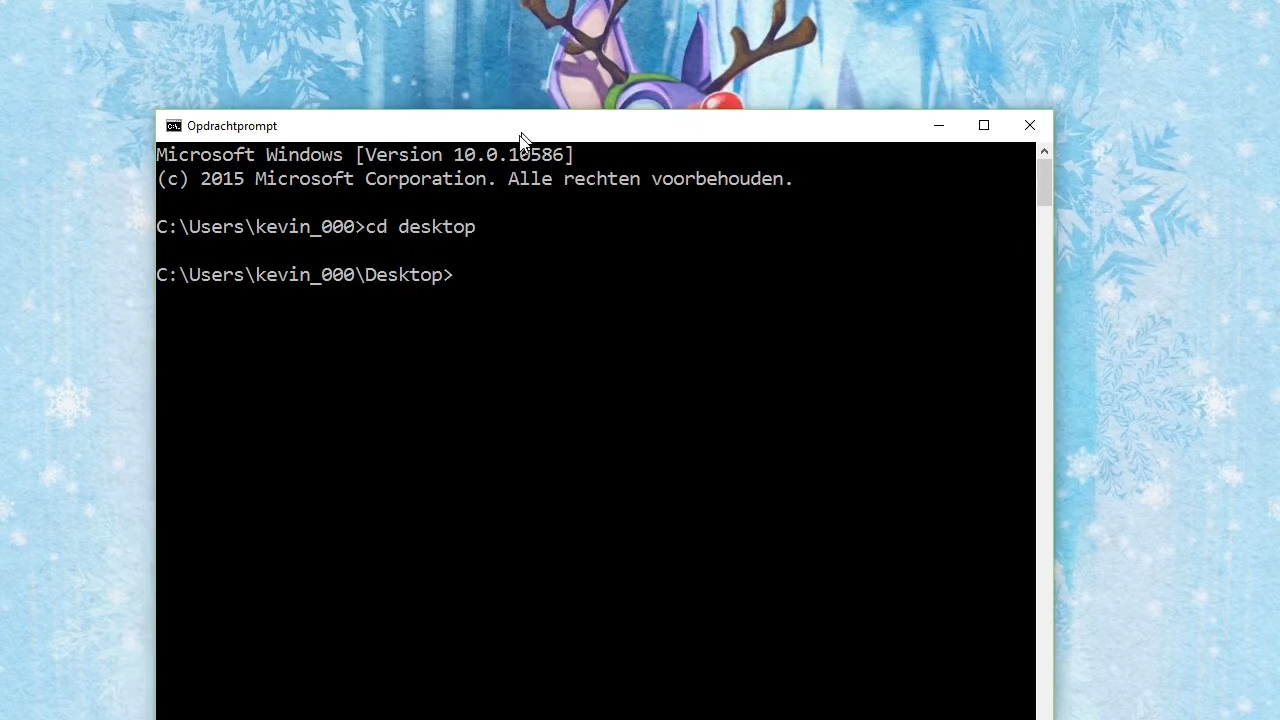 Opdrachtprompt
Microsoft Windows [Version 10.0.10586]
(c) 2015 Microsoft Corporation. Alle rechten voorbehouden.
C:\Users\kevin_000>cd desktop
C:\Users\kevin_000\Desktop>